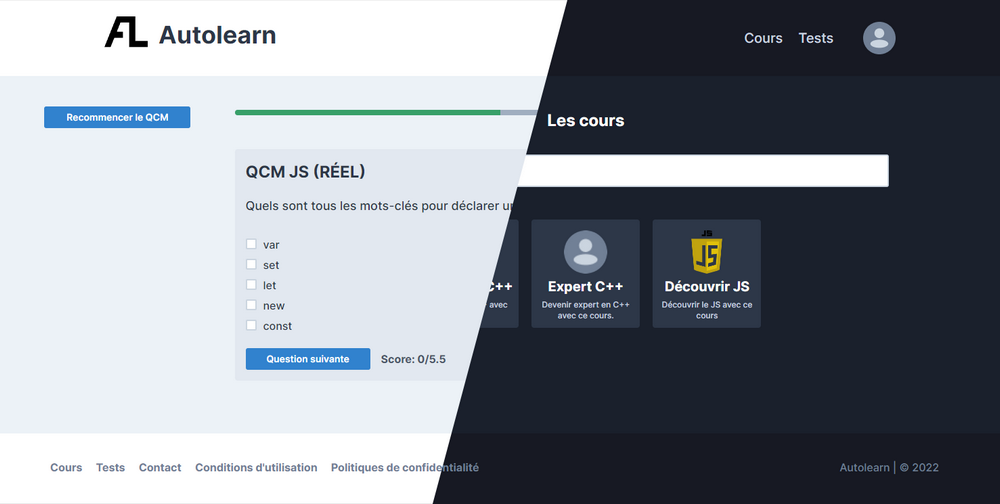 AL Autolearn
Cours Tests
Recommencer le QCM
Les cours
QCM JS (RÉEL)
Quels sont tous les mots-clés pour déclarer
var
set
let
new
const
Question suivante Score: 0/5.5
C++
avec
Expert C++
Devenir expert en C++
avec ce cours.
JS
JS
Découvrir JS
Découvrir le JS avec ce
cours
Cours Tests Contact Conditions d'utilisation Politiques de confidentialité
Autolearn | © 2022